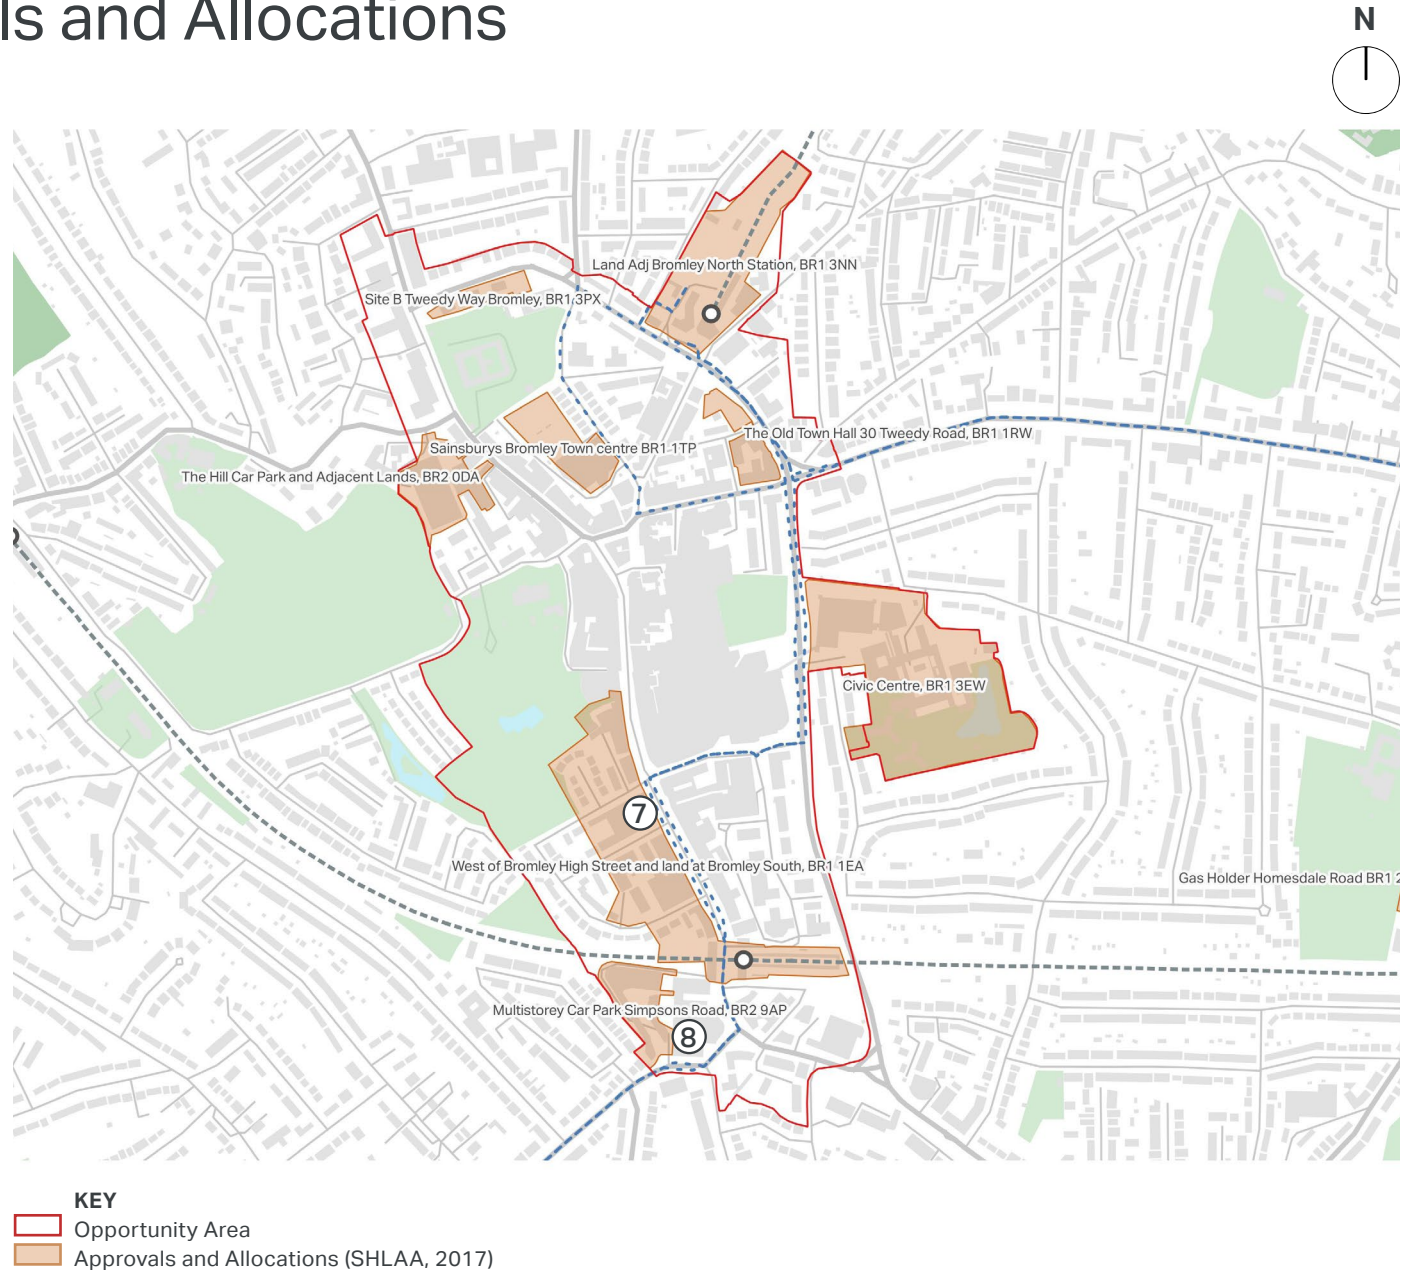 ls and Allocations
N
Land Adj Bromley North Station, BR1 3NN
Site B Tweedy Way Bromley, BR1 3PX
The Old Town Hall 30 Tweedy Road, BR1 1RW
Sainsburys Bromley Town centre BR1 1TP
The Hill Car Park and Adjacent Lands, BR2 0DA
Civic Centre, BR1 3EW
7
West of Bromley High Street and land at Bromley South, BR1 1EA
Gas Holder Homesdale Road BR1 2
Multistorey Car Park Simpsons Road, BR2 9AP
8
KEY
Opportunity Area
Approvals and Allocations (SHLAA, 2017)